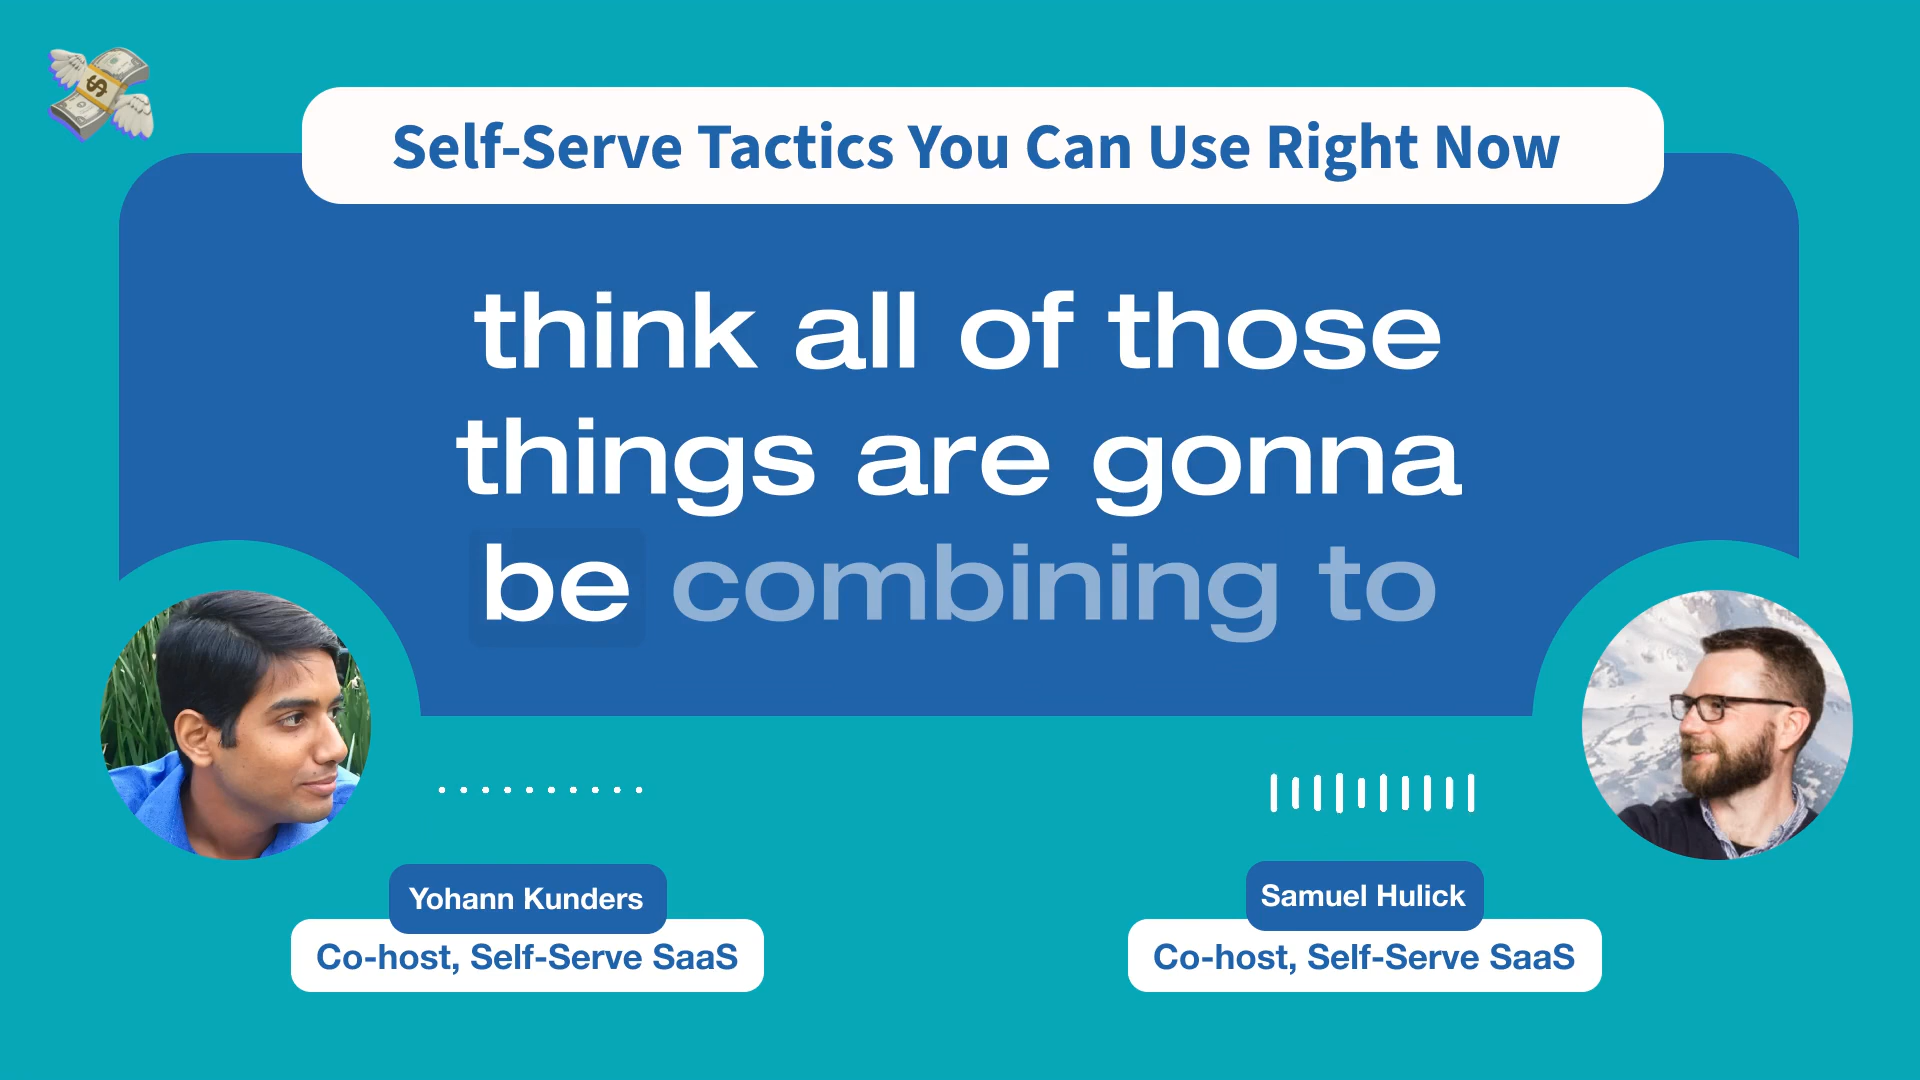 Self-Serve Tactics You Can Use Right Now
think all of those
things are gonna
be combining to
Yohann Kunders
Co-host, Self-Serve SaaS
Samuel Hulick
Co-host, Self-Serve SaaS